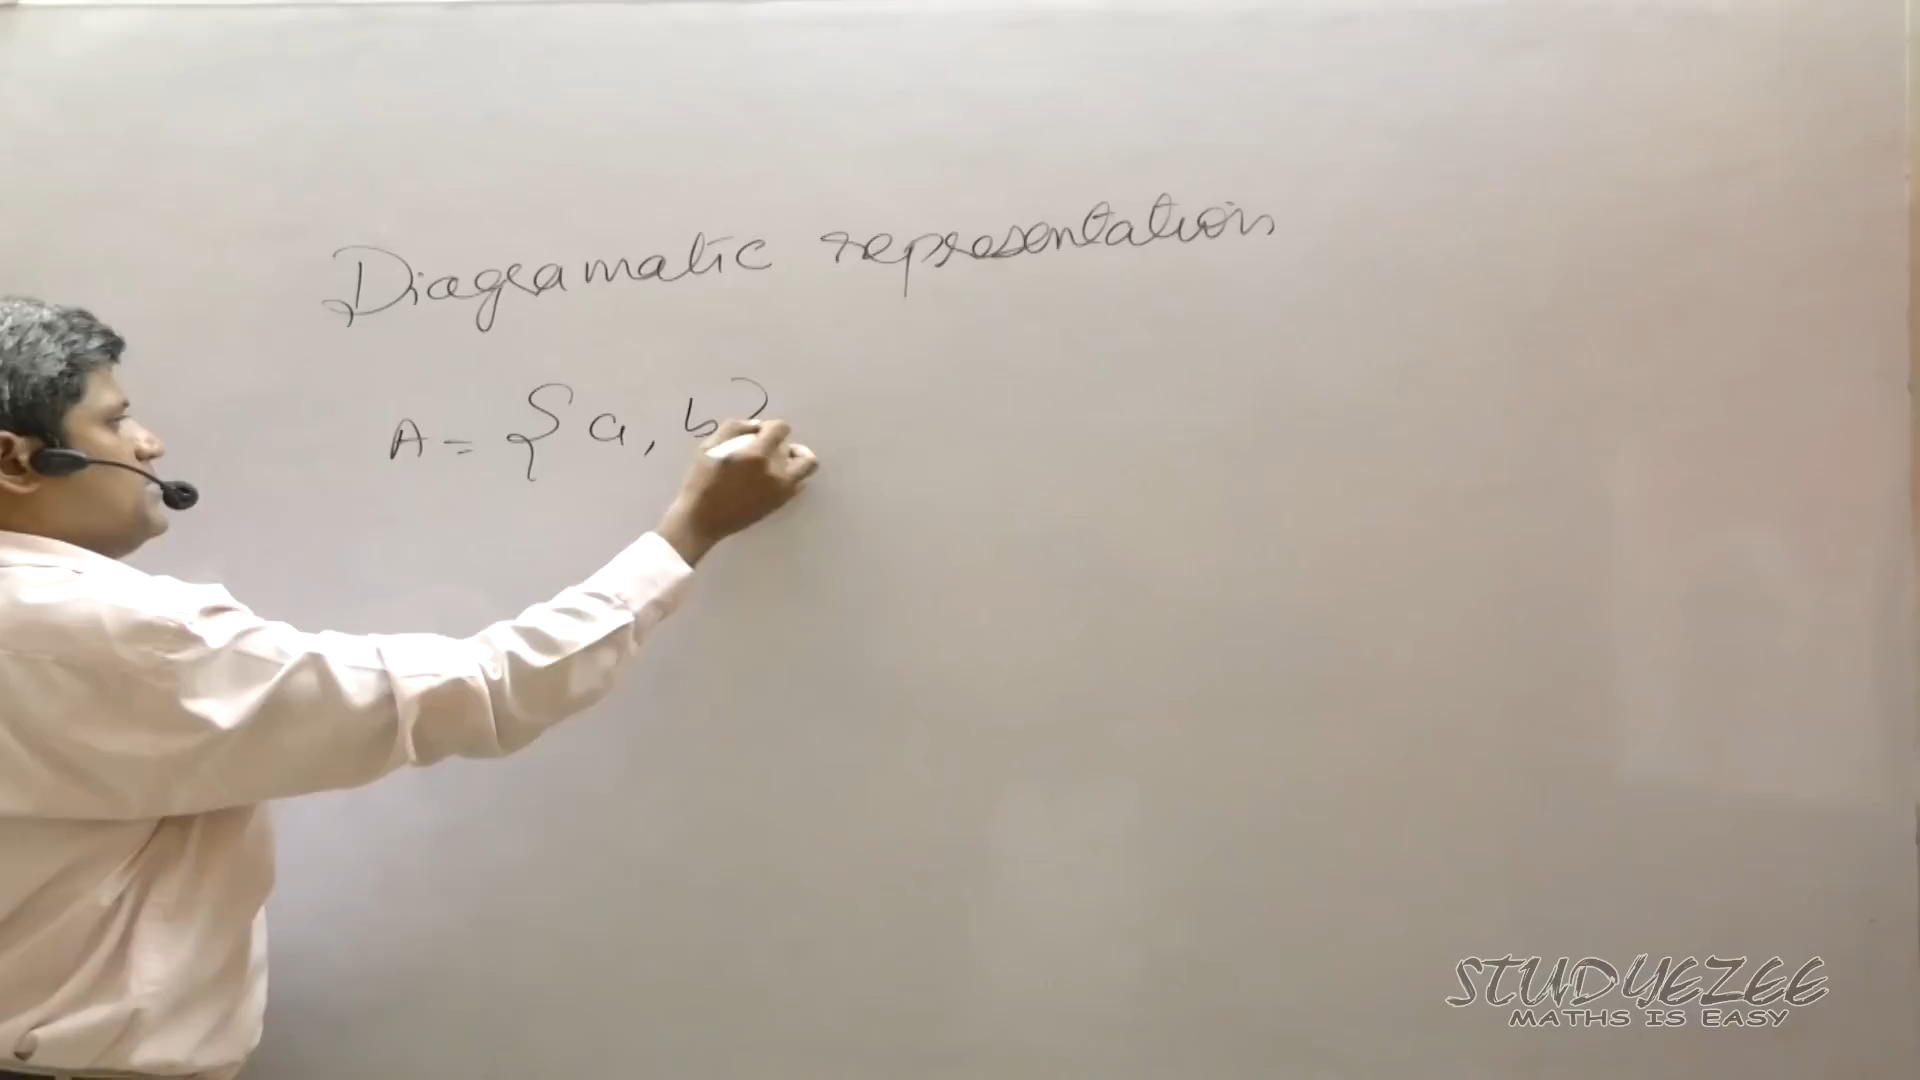 Diagramatic representation
A = { a, b }
STUDYEZEE
MATHS IS EASY